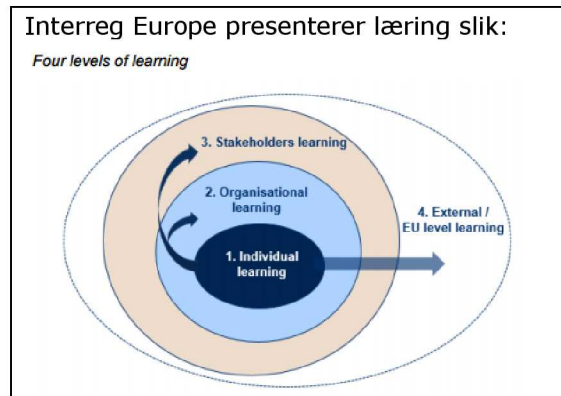 Interreg Europe presenterer læring slik:
Four levels of learning
3. Stakeholders learning
2. Organisational
learning
4. External /
EU level learning
1. Individual
learning